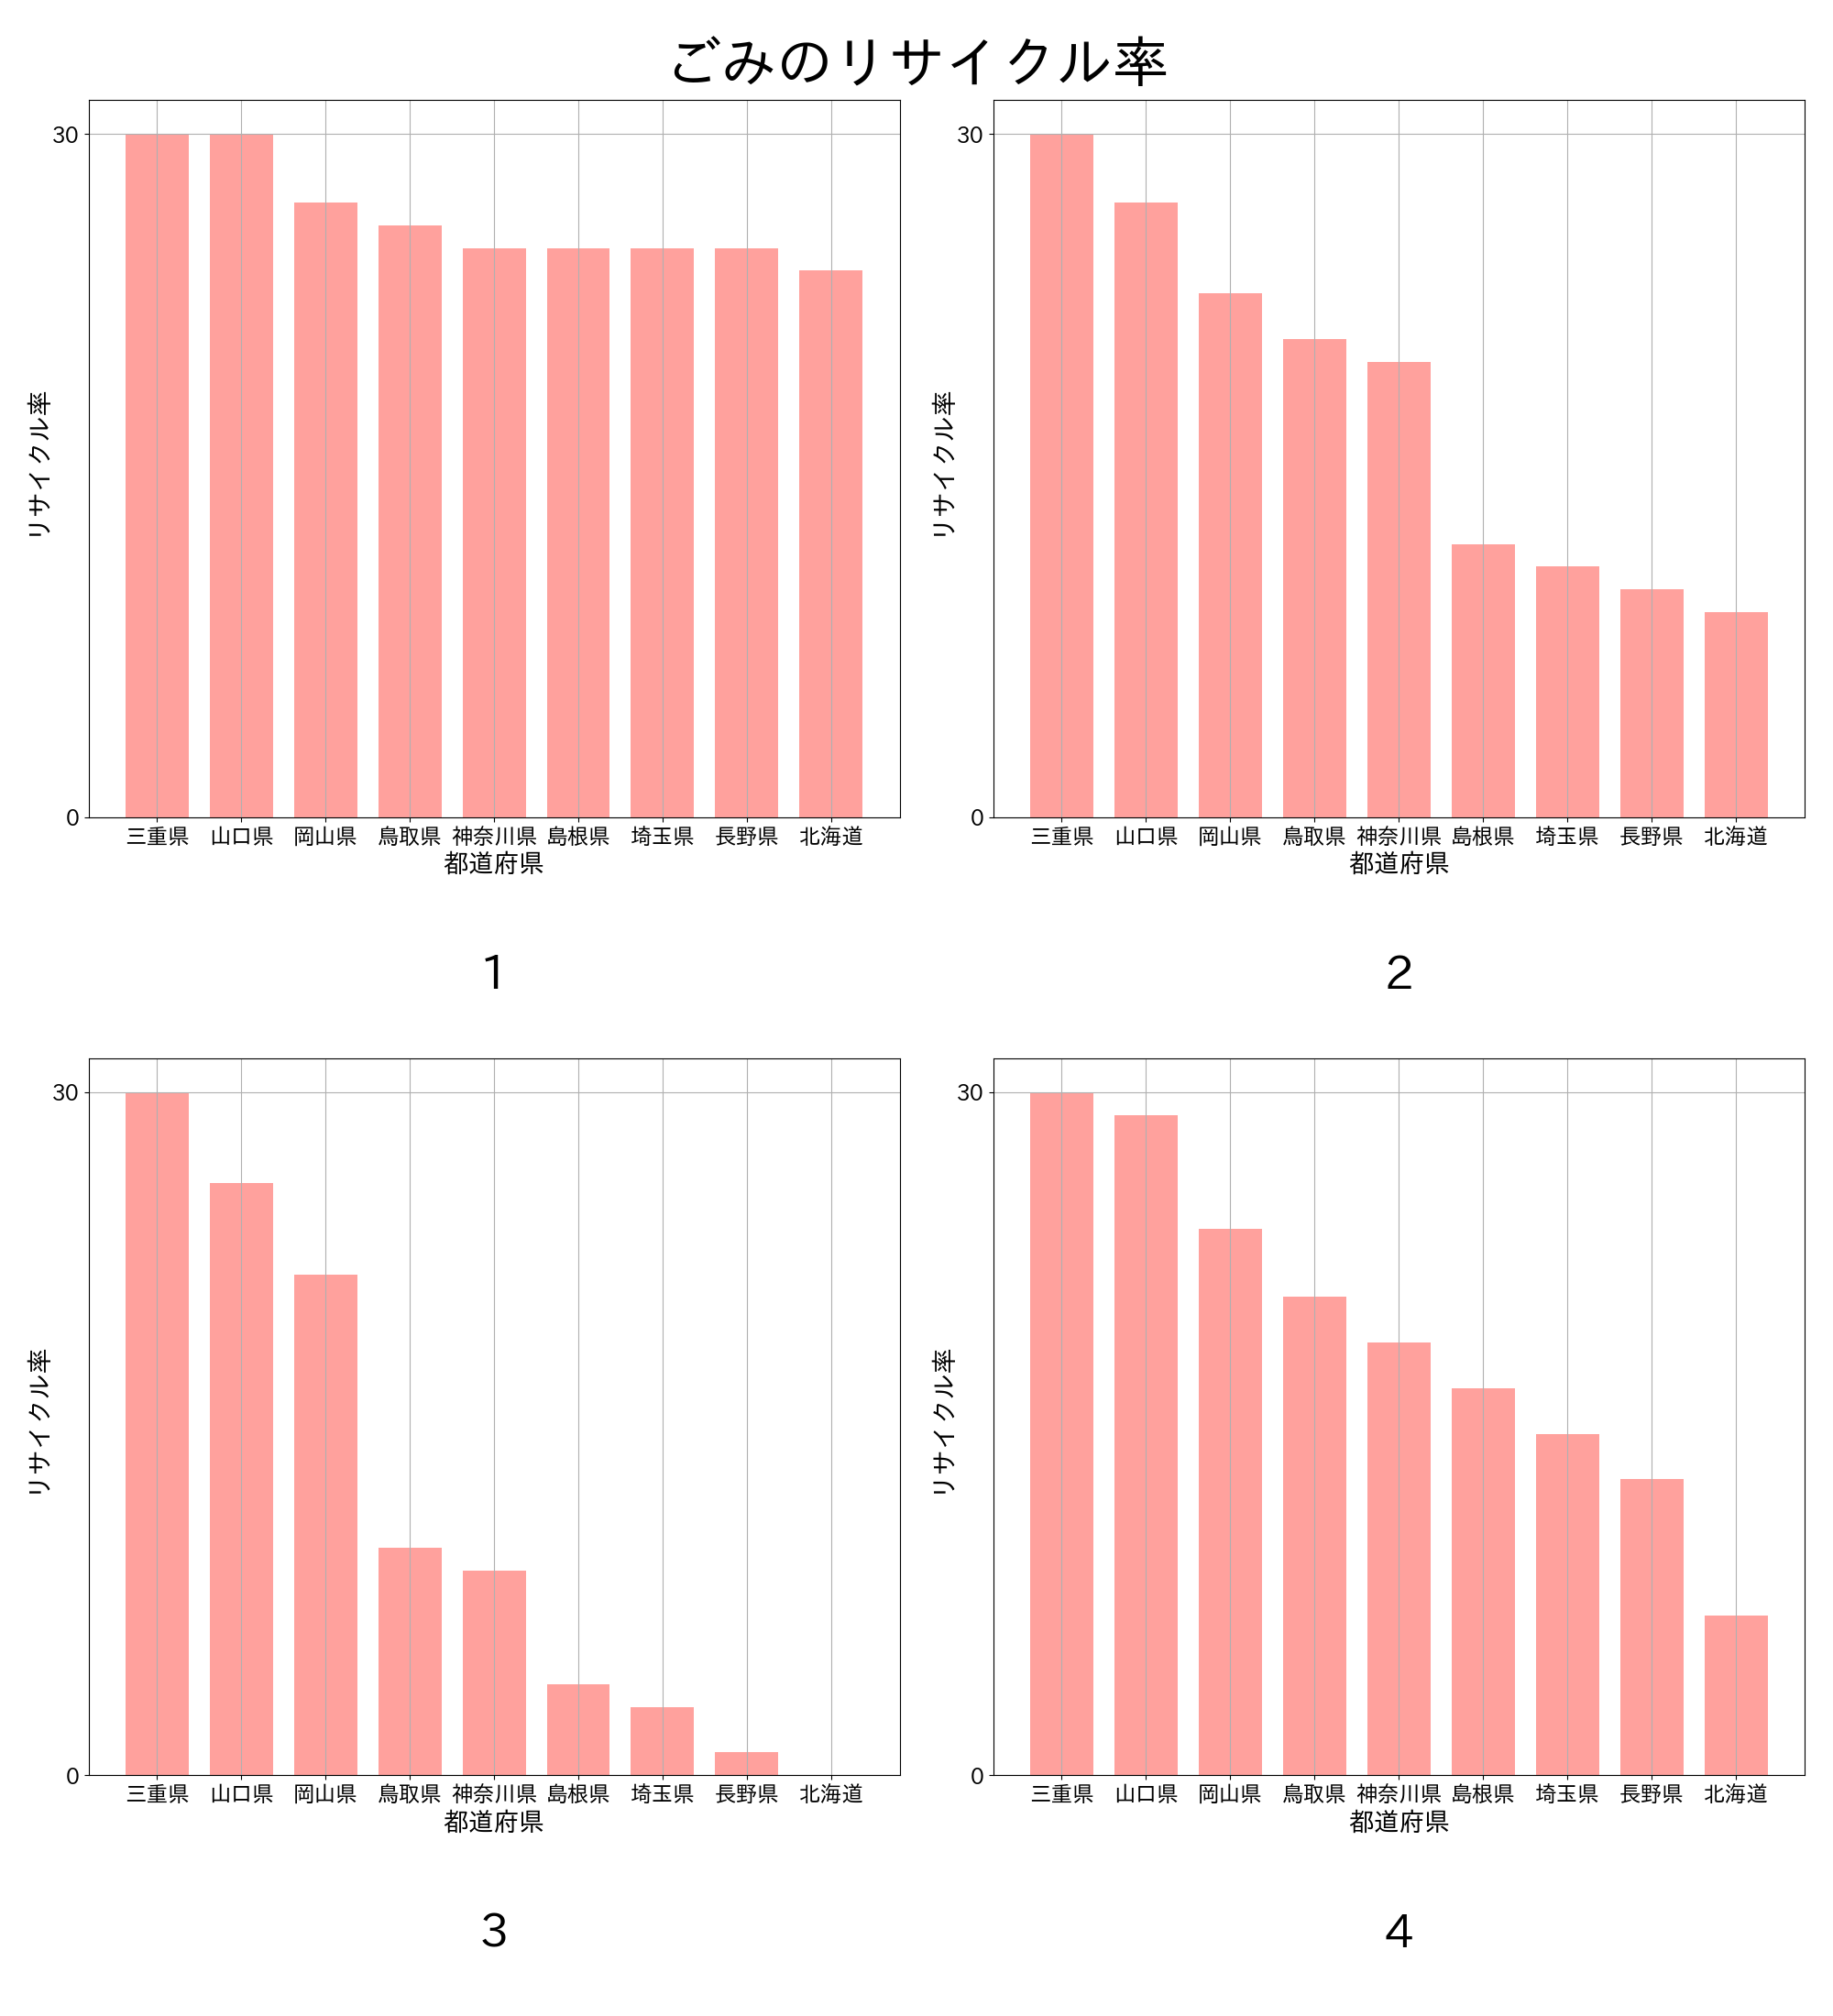 ごみのリサイクル率
30
0
リサイクル率
三重県 山口県 岡山県 鳥取県 神奈川県 島根県 埼玉県 長野県 北海道
都道府県
1
30
0
リサイクル率
三重県 山口県 岡山県 鳥取県 神奈川県 島根県 埼玉県 長野県 北海道
都道府県
2
30
0
リサイクル率
三重県 山口県 岡山県 鳥取県 神奈川県 島根県 埼玉県 長野県 北海道
都道府県
3
30
0
リサイクル率
三重県 山口県 岡山県 鳥取県 神奈川県 島根県 埼玉県 長野県 北海道
都道府県
4